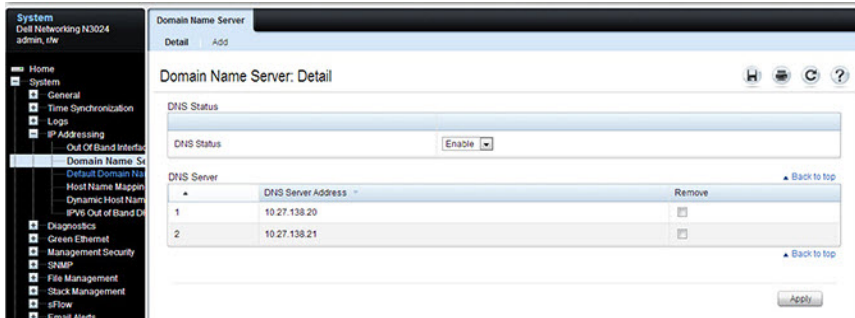 System
Dell Networking N3024
admin, r/w
Home
System
General
Time Synchronization
Logs
IP Addressing
Out Of Band Interfac
Domain Name Se
Default Domain Na
Host Name Mappin
Dynamic Host Nam
IPV6 Out of Band Di
Diagnostics
Green Ethernet
Management Security
SNMP
File Management
Stack Management
sFlow
Email Alerts
Domain Name Server
Detail Add
Domain Name Server: Detail
DNS Status
DNS Status Enable
DNS Server Back to top
DNS Server Address Remove
1 10.27.138.20
2 10.27.138.21
Back to top
Apply